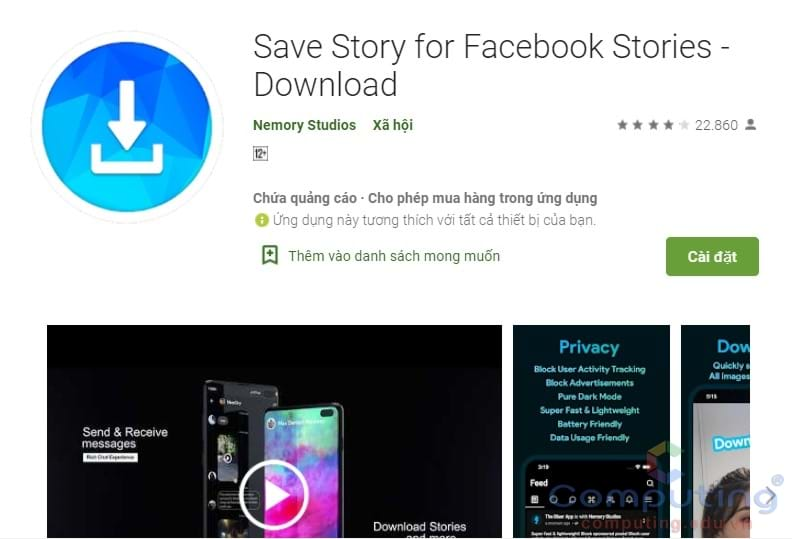 Save Story for Facebook Stories -
Download
Nemory Studios Xã hội 22.860
12+
Chứa quảng cáo · Cho phép mua hàng trong ứng dụng
Ứng dụng này tương thích với tất cả thiết bị của bạn.
Thêm vào danh sách mong muốn
Cài đặt
Send & Receive
messages
Rich Chat Experience
Download Stories
and more
Privacy
Block User Activity Tracking
Block Advertisements
Pure Dark Mode
Super Fast & Lightweight
Battery Friendly
Data Usage Friendly
3:19
Feed
Dow
Quickly s
All Images
5:15
Down
Computing®
computing.edu.vn